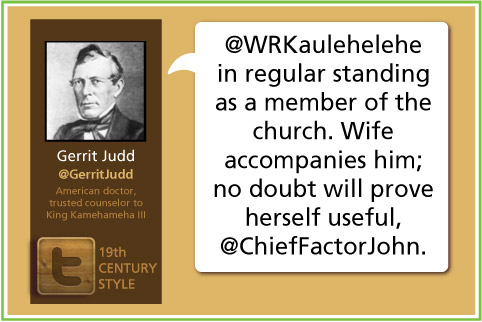 Gerrit Judd
@GerritJudd
American doctor,
trusted counselor to
King Kamehameha III
t
19th
CENTURY
STYLE
@WRKaulehelehe
in regular standing
as a member of the
church. Wife
accompanies him;
no doubt will prove
herself useful,
@ChiefFactorJohn.